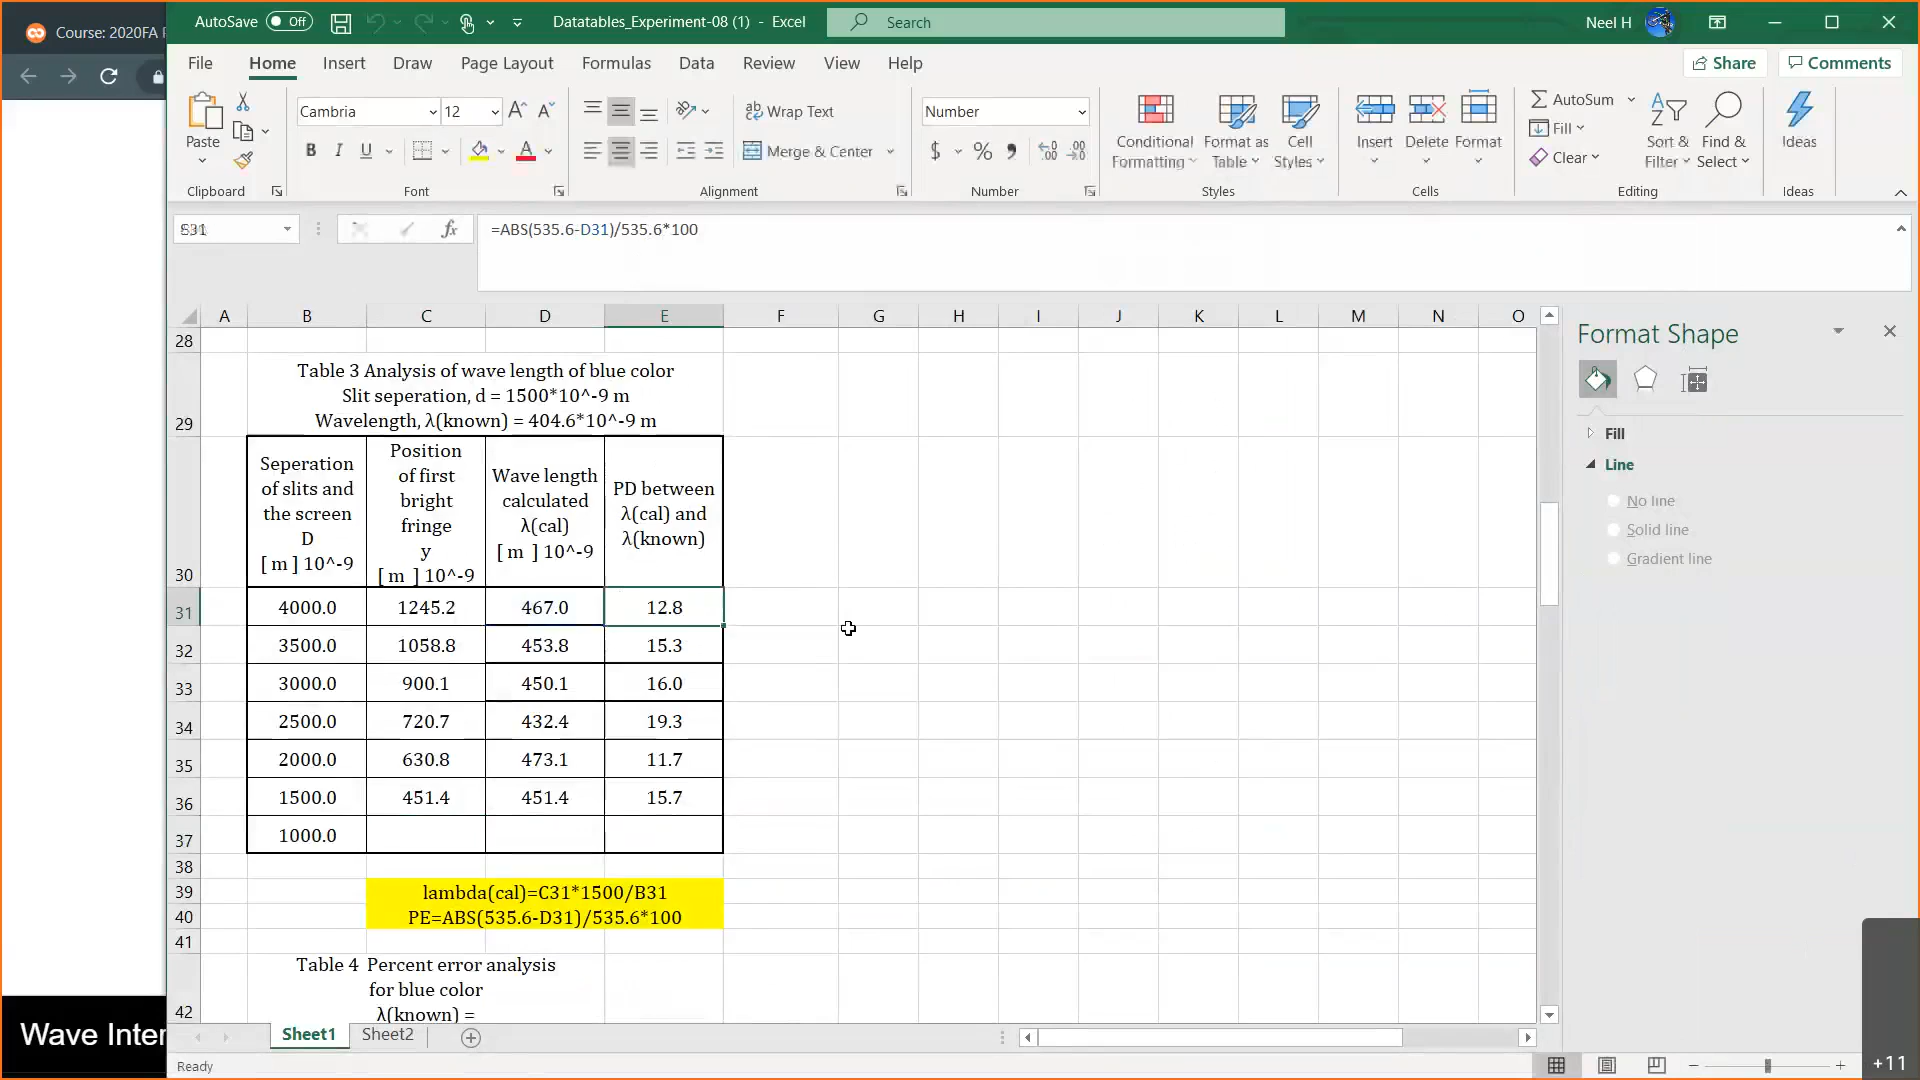 Course: 2020FA
AutoSave Off
Datatables_Experiment-08 (1) - Excel
Search
Neel H
File Home Insert Draw Page Layout Formulas Data Review View Help
Share
Comments
Paste
Clipboard
Cambria 12
B I U
Font
Wrap Text
Merge & Center
Alignment
Number
$ % ,
Number
Conditional Formatting
Format as Table
Cell Styles
Styles
Insert Delete Format
Cells
AutoSum
Fill
Clear
Sort & Filter
Find & Select
Editing
Ideas
Ideas
fx =ABS(535.6-D31)/535.6*100
A B C D E F G H I J K L M N O
28
Table 3 Analysis of wave length of blue color
Slit seperation, d = 1500*10^-9 m
Wavelength, λ(known) = 404.6*10^-9 m
29
Seperation of slits and the screen D [ m ] 10^-9
Position of first bright fringe y [ m ] 10^-9
Wave length calculated λ(cal) [ m ] 10^-9
PD between λ(cal) and λ(known)
30
31 4000.0 1245.2 467.0 12.8
32 3500.0 1058.8 453.8 15.3
33 3000.0 900.1 450.1 16.0
34 2500.0 720.7 432.4 19.3
35 2000.0 630.8 473.1 11.7
36 1500.0 451.4 451.4 15.7
37 1000.0
38
39 lambda(cal)=C31*1500/B31
40 PE=ABS(535.6-D31)/535.6*100
41
Table 4 Percent error analysis
for blue color
42 λ(known) =
Format Shape
Fill
Line
No line
Solid line
Gradient line
Wave Inter
Sheet1 Sheet2
Ready
+11